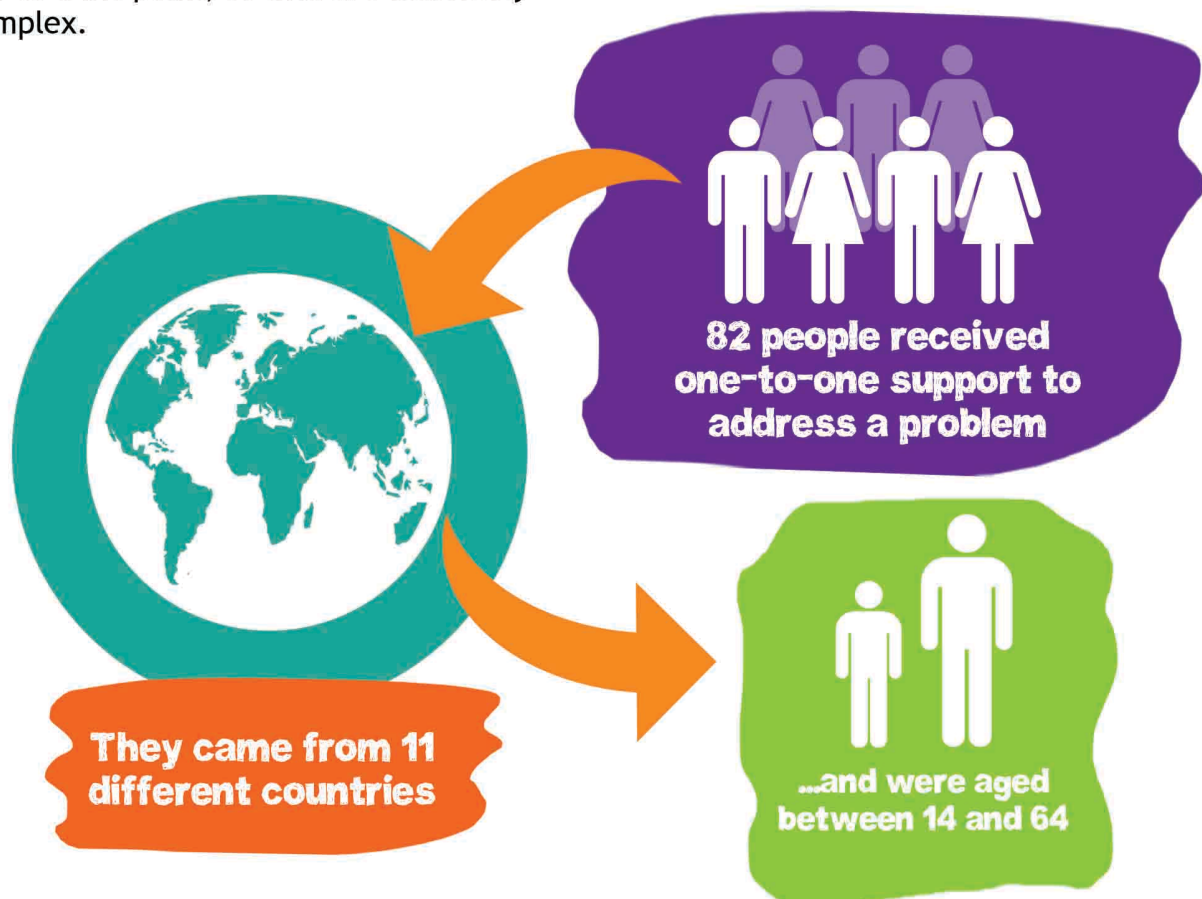 mplex.
82 people received
one-to-one support to
address a problem
They came from 11
different countries
...and were aged
between 14 and 64